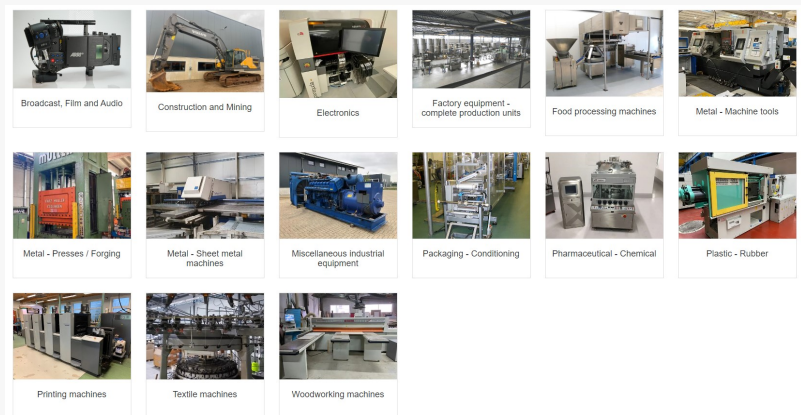 Broadcast, Film and Audio
Construction and Mining
Electronics
Factory equipment -
complete production units
Food processing machines
Metal - Machine tools
Metal - Presses / Forging
Metal - Sheet metal
machines
Miscellaneous industrial
equipment
Packaging - Conditioning
Pharmaceutical - Chemical
Plastic - Rubber
Printing machines
Textile machines
Woodworking machines